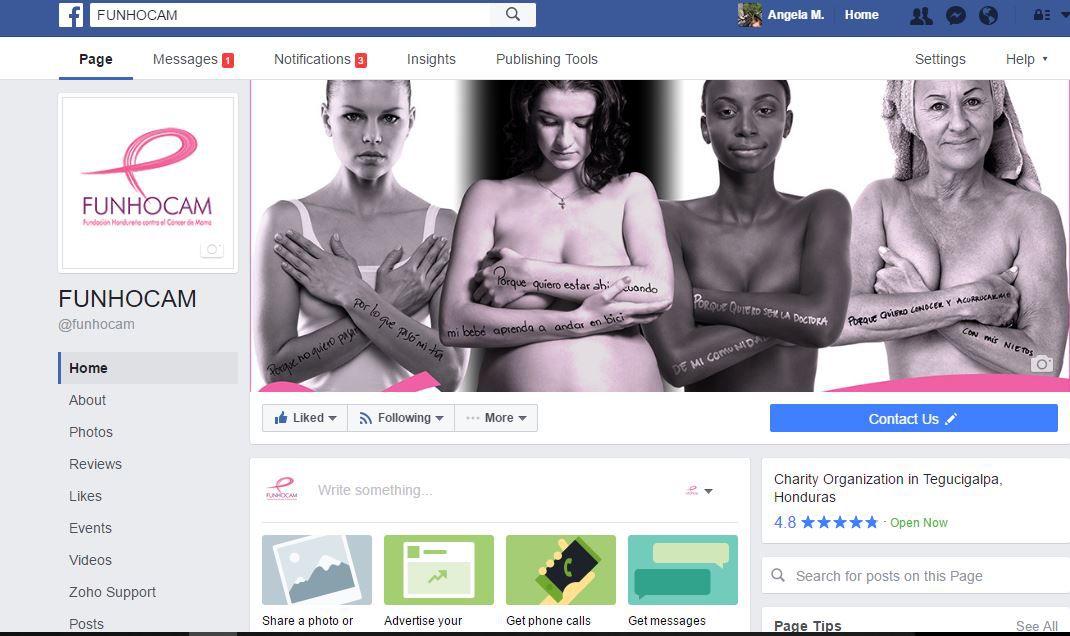 FUNHOCAM
Angela M.
Home
Page
Messages 1
Notifications 3
Insights
Publishing Tools
Settings
Help
FUNHOCAM
Fundación Hondureña contra el Cáncer de Mama
Porque no quiero pasar
por lo que pasó mi tía
Porque quiero estar ahí cuando
mi bebé aprenda a andar en bici
PORQUE QUIERO SER LA DOCTORA
DE MI COMUNIDAD
PORQUE QUIERO CONOCER Y ACURRUCARME
CON MIS NIETOS
FUNHOCAM
@funhocam
Home
About
Photos
Reviews
Likes
Events
Videos
Zoho Support
Posts
Liked
Following
More
Contact Us
FUNHOCAM
Write something...
Share a photo or
Advertise your
Get phone calls
Get messages
Charity Organization in Tegucigalpa,
Honduras
4.8 ★★★★★ · Open Now
Search for posts on this Page
Page Tips
See All